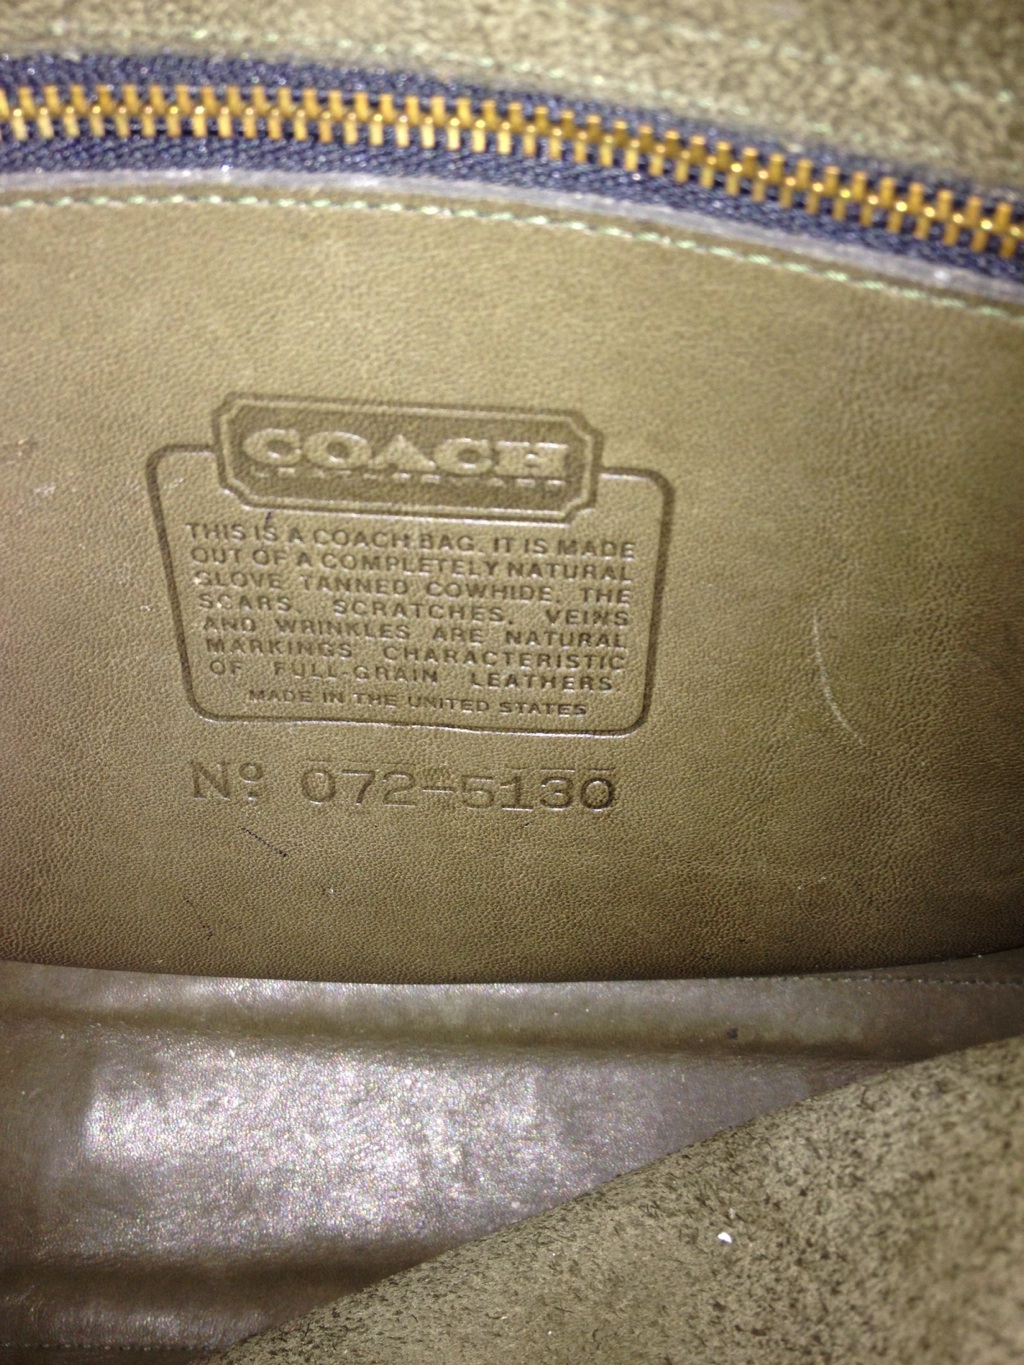 COACH
THIS IS A COACH BAG. IT IS MADE
OUT OF A COMPLETELY NATURAL
GLOVE TANNED COWHIDE. THE
SCARS, SCRATCHES, VEINS
AND WRINKLES ARE NATURAL
MARKINGS CHARACTERISTIC
OF FULL-GRAIN LEATHERS.
MADE IN THE UNITED STATES
Nº 072-5130